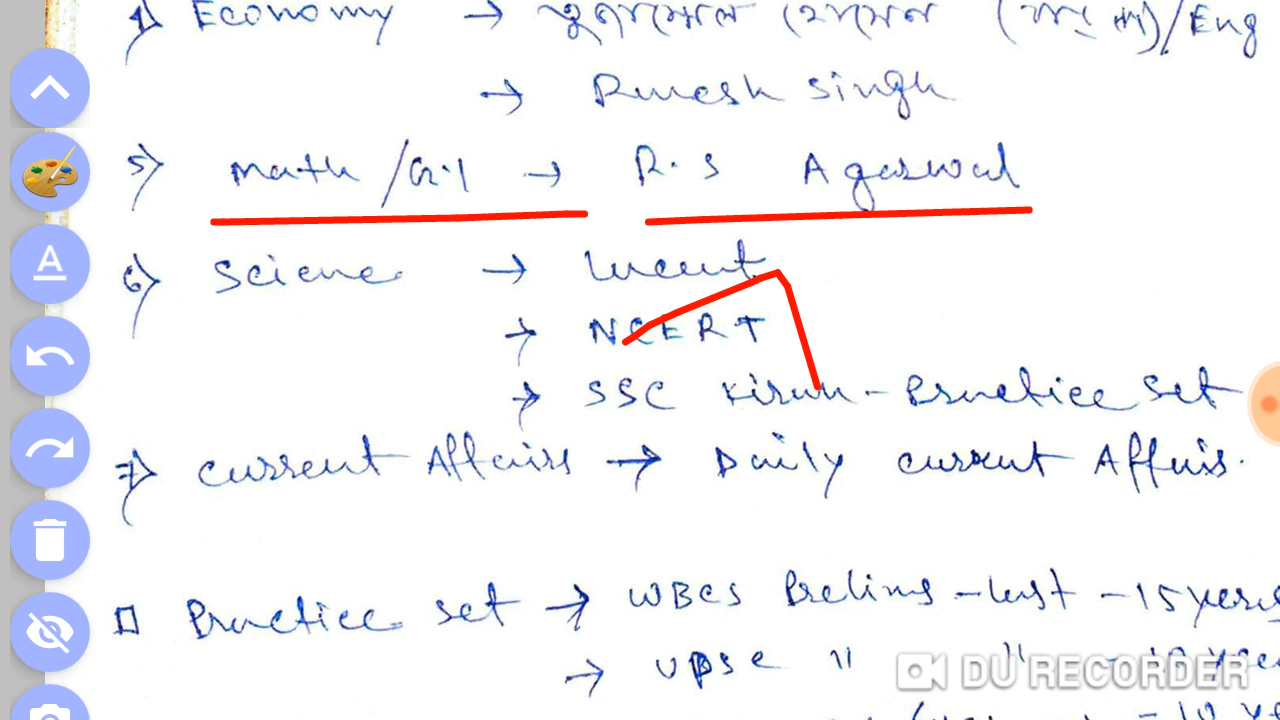 Economy → হোসেন / Eng
→ Ramesh singh
5) Math / G.I → R.S Agarwal
6) Science → Lucent
→ NCERT
→ SSC Kiran - Practice Set
7) Current Affairs → Daily current Affairs.
□ Practice set → WBCS Prelims - last - 15 years
→ UPSC " "
A
DU RECORDER